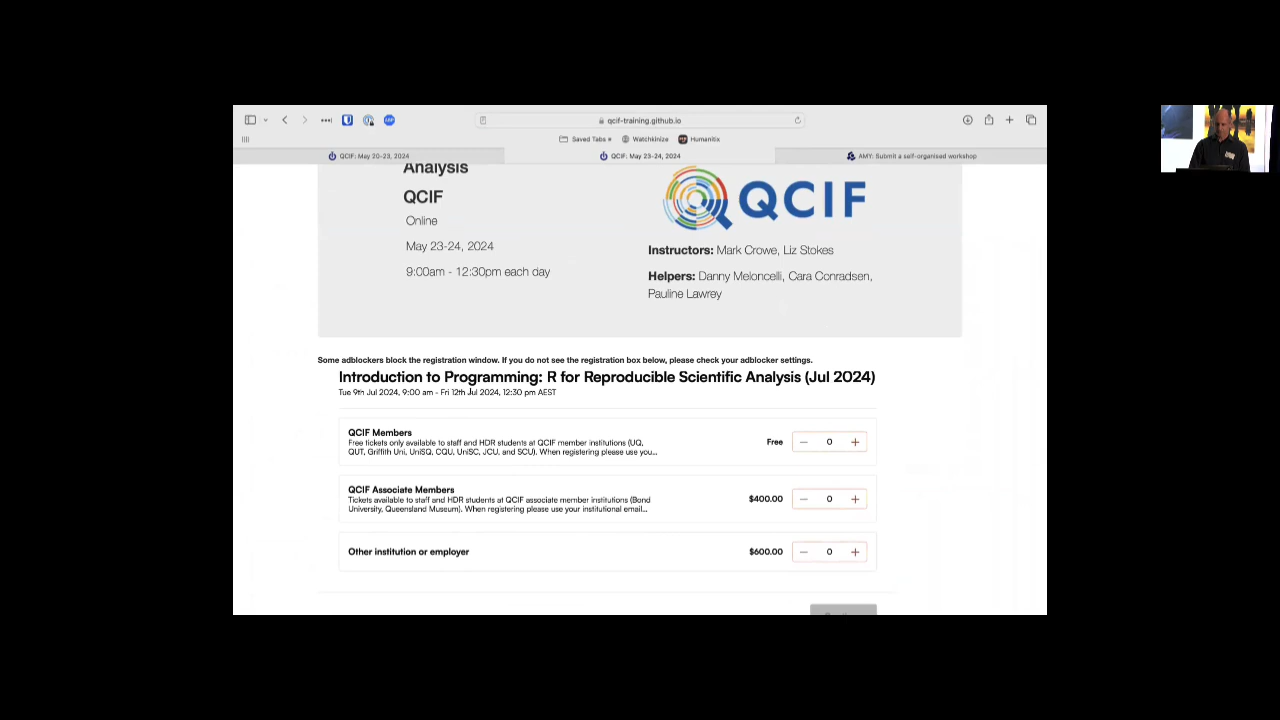 qcif-training.github.io
Saved Tabs
Watchkinize
Humanitix
QCIF: May 20-23, 2024
QCIF: May 23-24, 2024
AMY: Submit a self-organised workshop
Analysis
QCIF
Online
May 23-24, 2024
9:00am - 12:30pm each day
QCIF
Instructors: Mark Crowe, Liz Stokes
Helpers: Danny Meloncelli, Cara Conradsen,
Pauline Lawrey
Some adblockers block the registration window. If you do not see the registration box below, please check your adblocker settings.
Introduction to Programming: R for Reproducible Scientific Analysis (Jul 2024)
Tue 9th Jul 2024, 9:00 am - Fri 12th Jul 2024, 12:30 pm AEST
QCIF Members
Free tickets only available to staff and HDR students at QCIF member institutions (UQ,
QUT, Griffith Uni, UniSQ, CQU, UniSC, JCU, and SCU). When registering please use you...
Free
0
QCIF Associate Members
Tickets available to staff and HDR students at QCIF associate member institutions (Bond
University, Queensland Museum). When registering please use your institutional email...
$400.00
0
Other institution or employer
$600.00
0